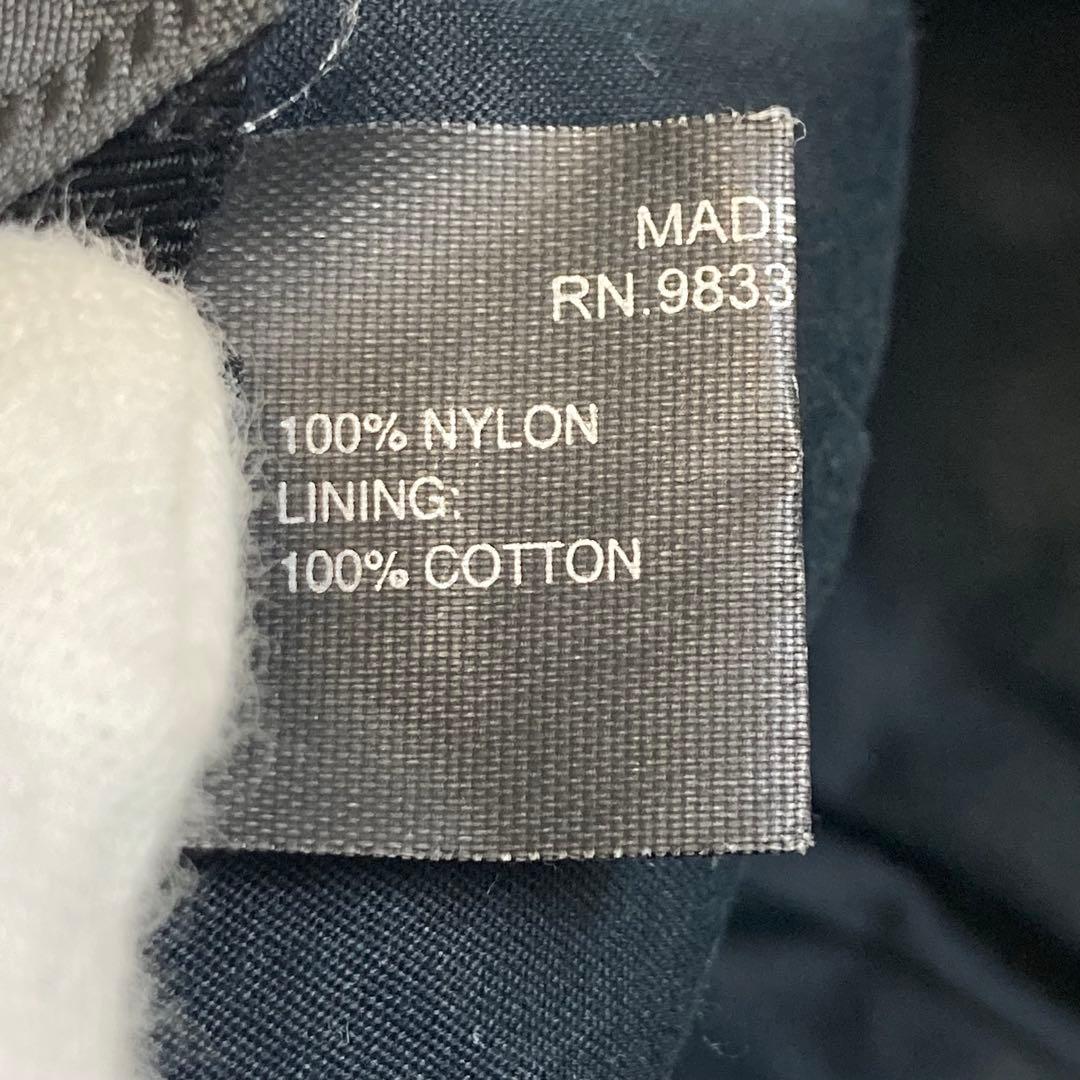 MADE
RN.9833
100% NYLON
LINING:
100% COTTON